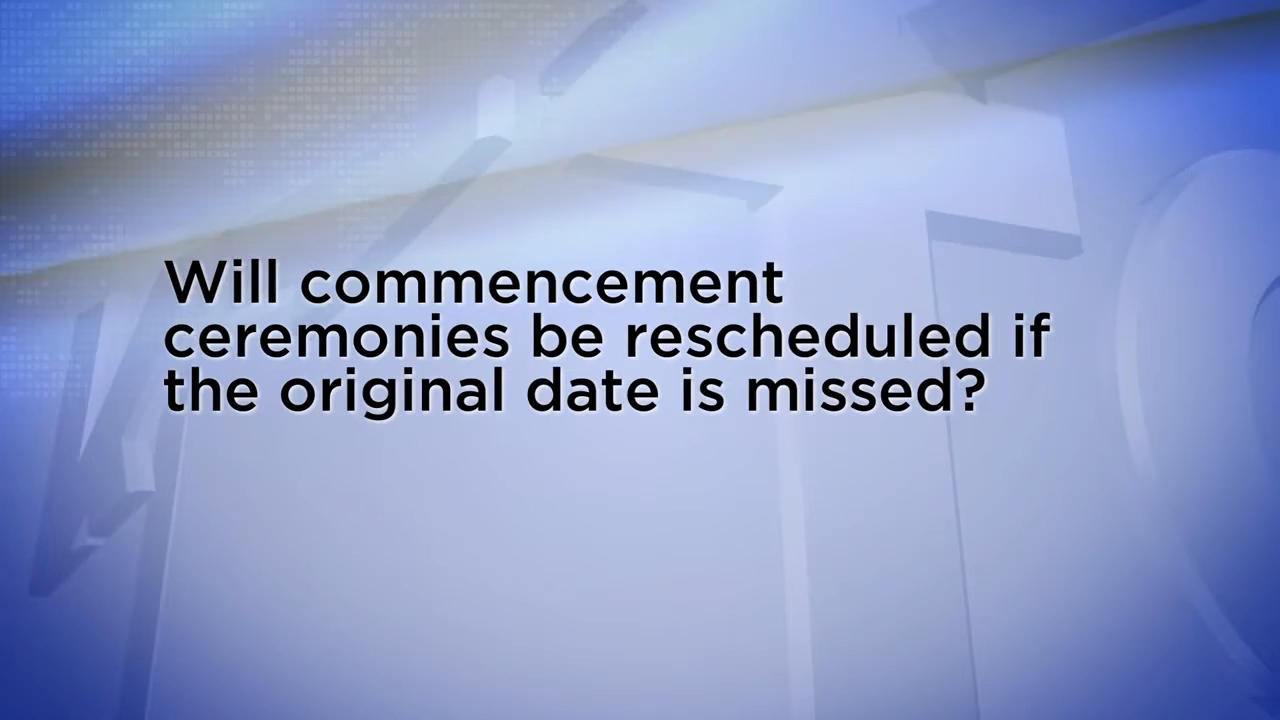 Will commencement
ceremonies be rescheduled if
the original date is missed?